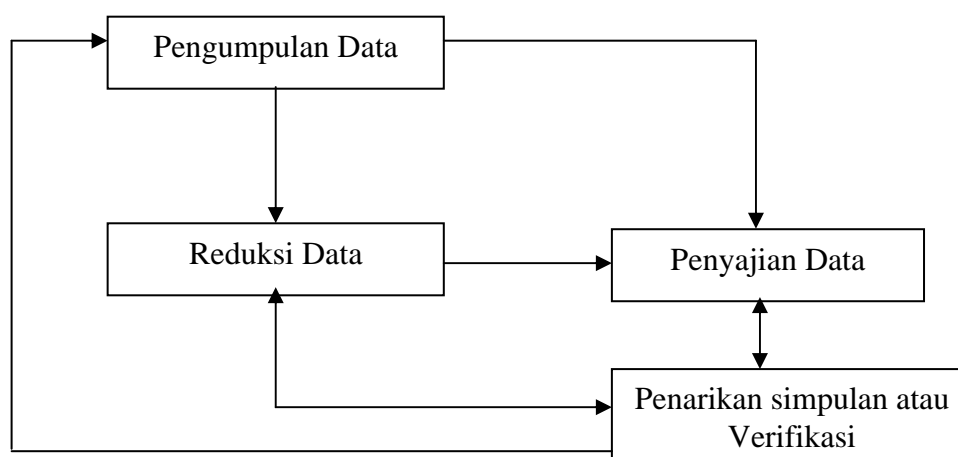 Pengumpulan Data
Reduksi Data
Penyajian Data
Penarikan simpulan atau
Verifikasi